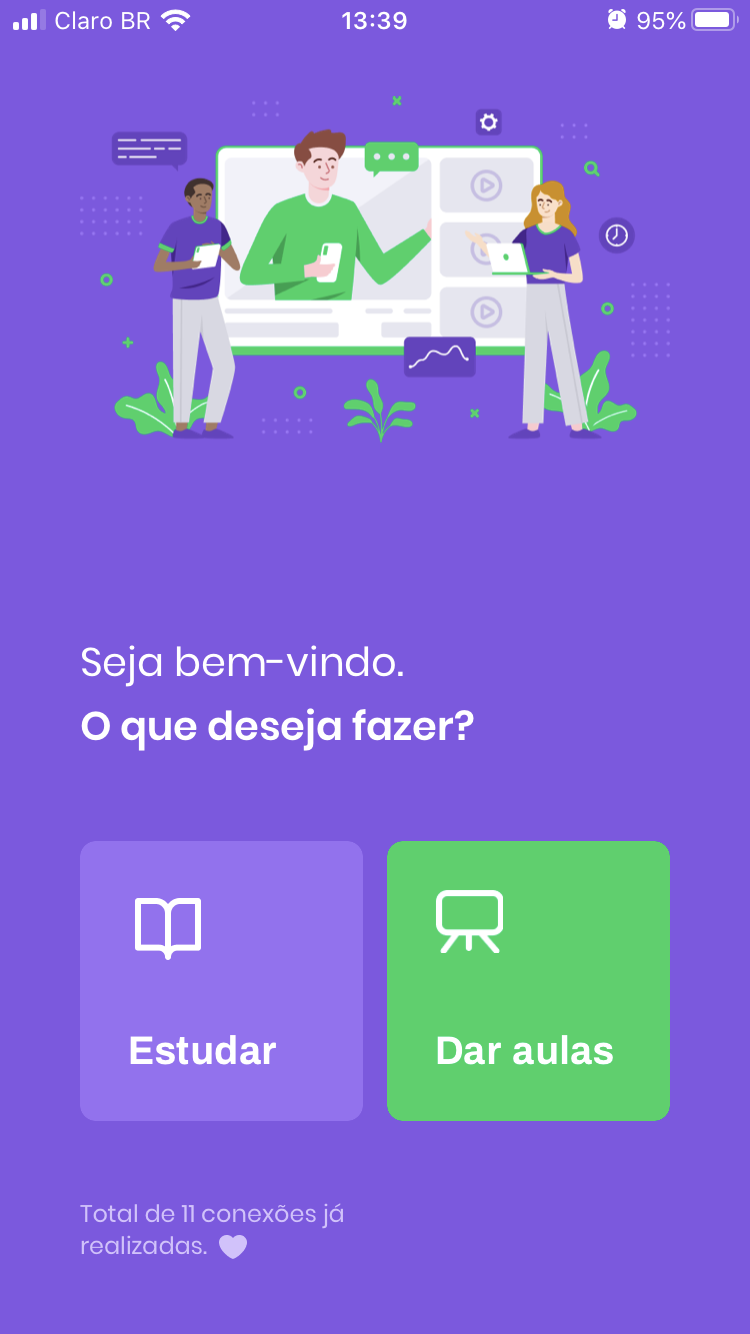 Claro BR 13:39 95%
Seja bem-vindo.
O que deseja fazer?
Estudar Dar aulas
Total de 11 conexões já
realizadas.